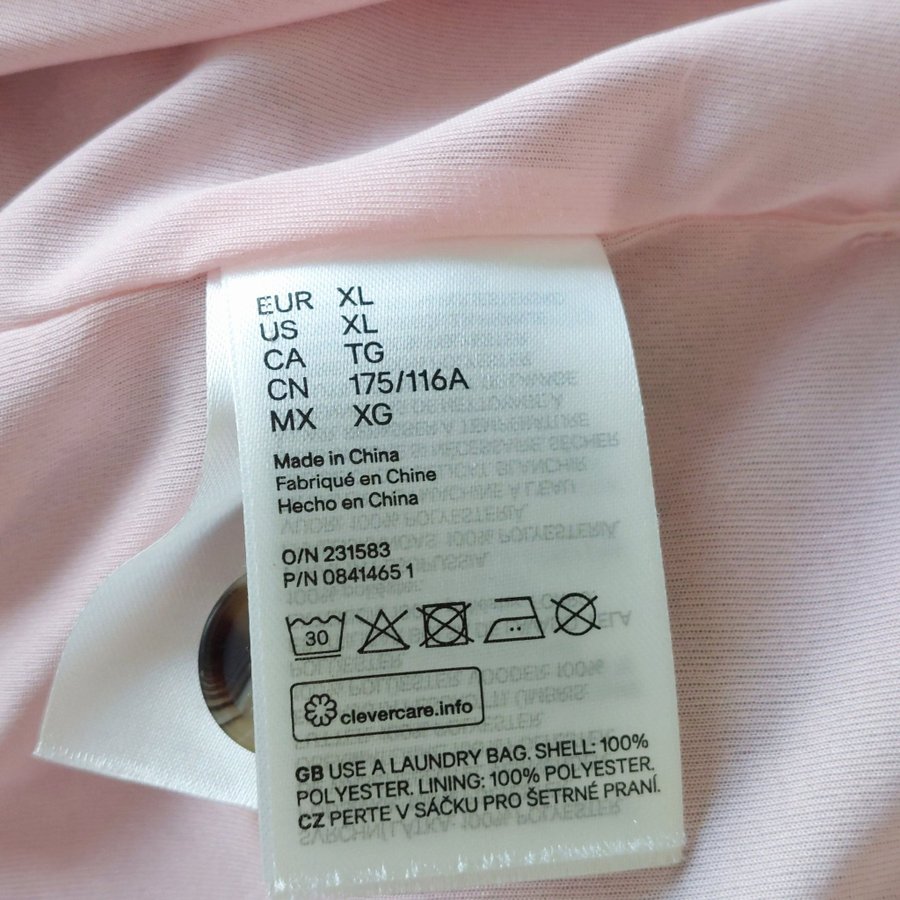 EUR XL
US XL
CA TG
CN 175/116A
MX XG
Made in China
Fabriqué en Chine
Hecho en China
O/N 231583
P/N 0841465 1
30
clevercare.info
GB USE A LAUNDRY BAG. SHELL: 100%
POLYESTER. LINING: 100% POLYESTER.
CZ PERTE V SÁČKU PRO ŠETRNÉ PRANÍ.